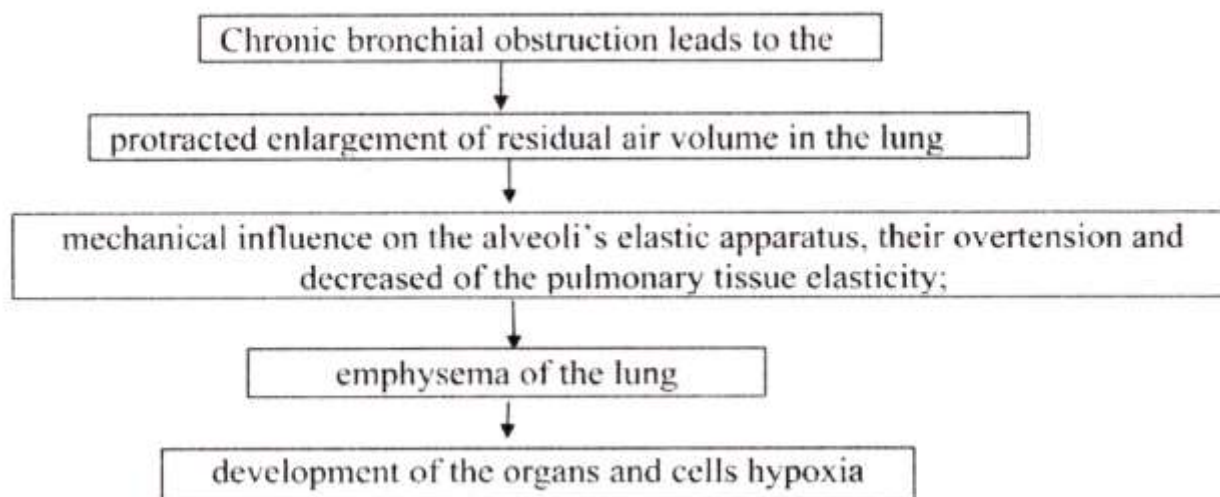 Chronic bronchial obstruction leads to the
protracted enlargement of residual air volume in the lung
mechanical influence on the alveoli`s elastic apparatus, their overtension and
decreased of the pulmonary tissue elasticity;
emphysema of the lung
development of the organs and cells hypoxia